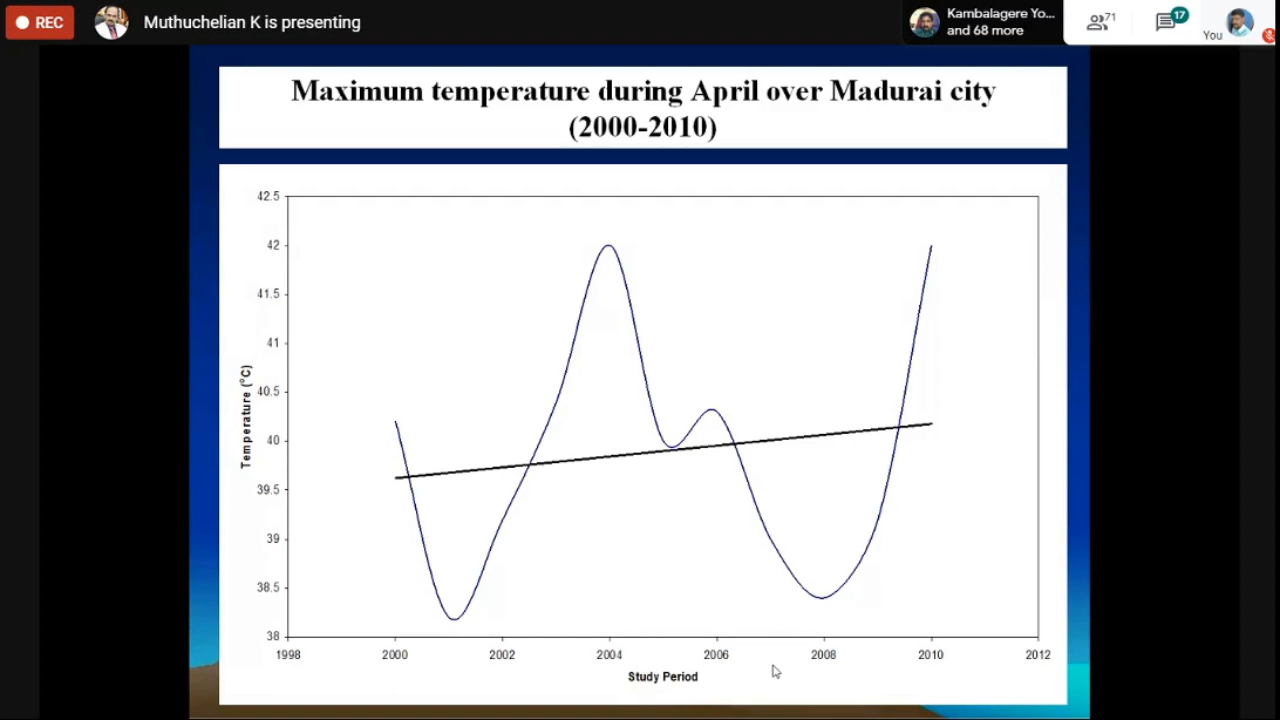 REC
Muthuchelian K is presenting
Kambalagere Yo...
and 68 more
71
17
You
Maximum temperature during April over Madurai city
(2000-2010)
42.5
42
41.5
41
40.5
40
39.5
39
38.5
38
Temperature (°C)
1998 2000 2002 2004 2006 2008 2010 2012
Study Period